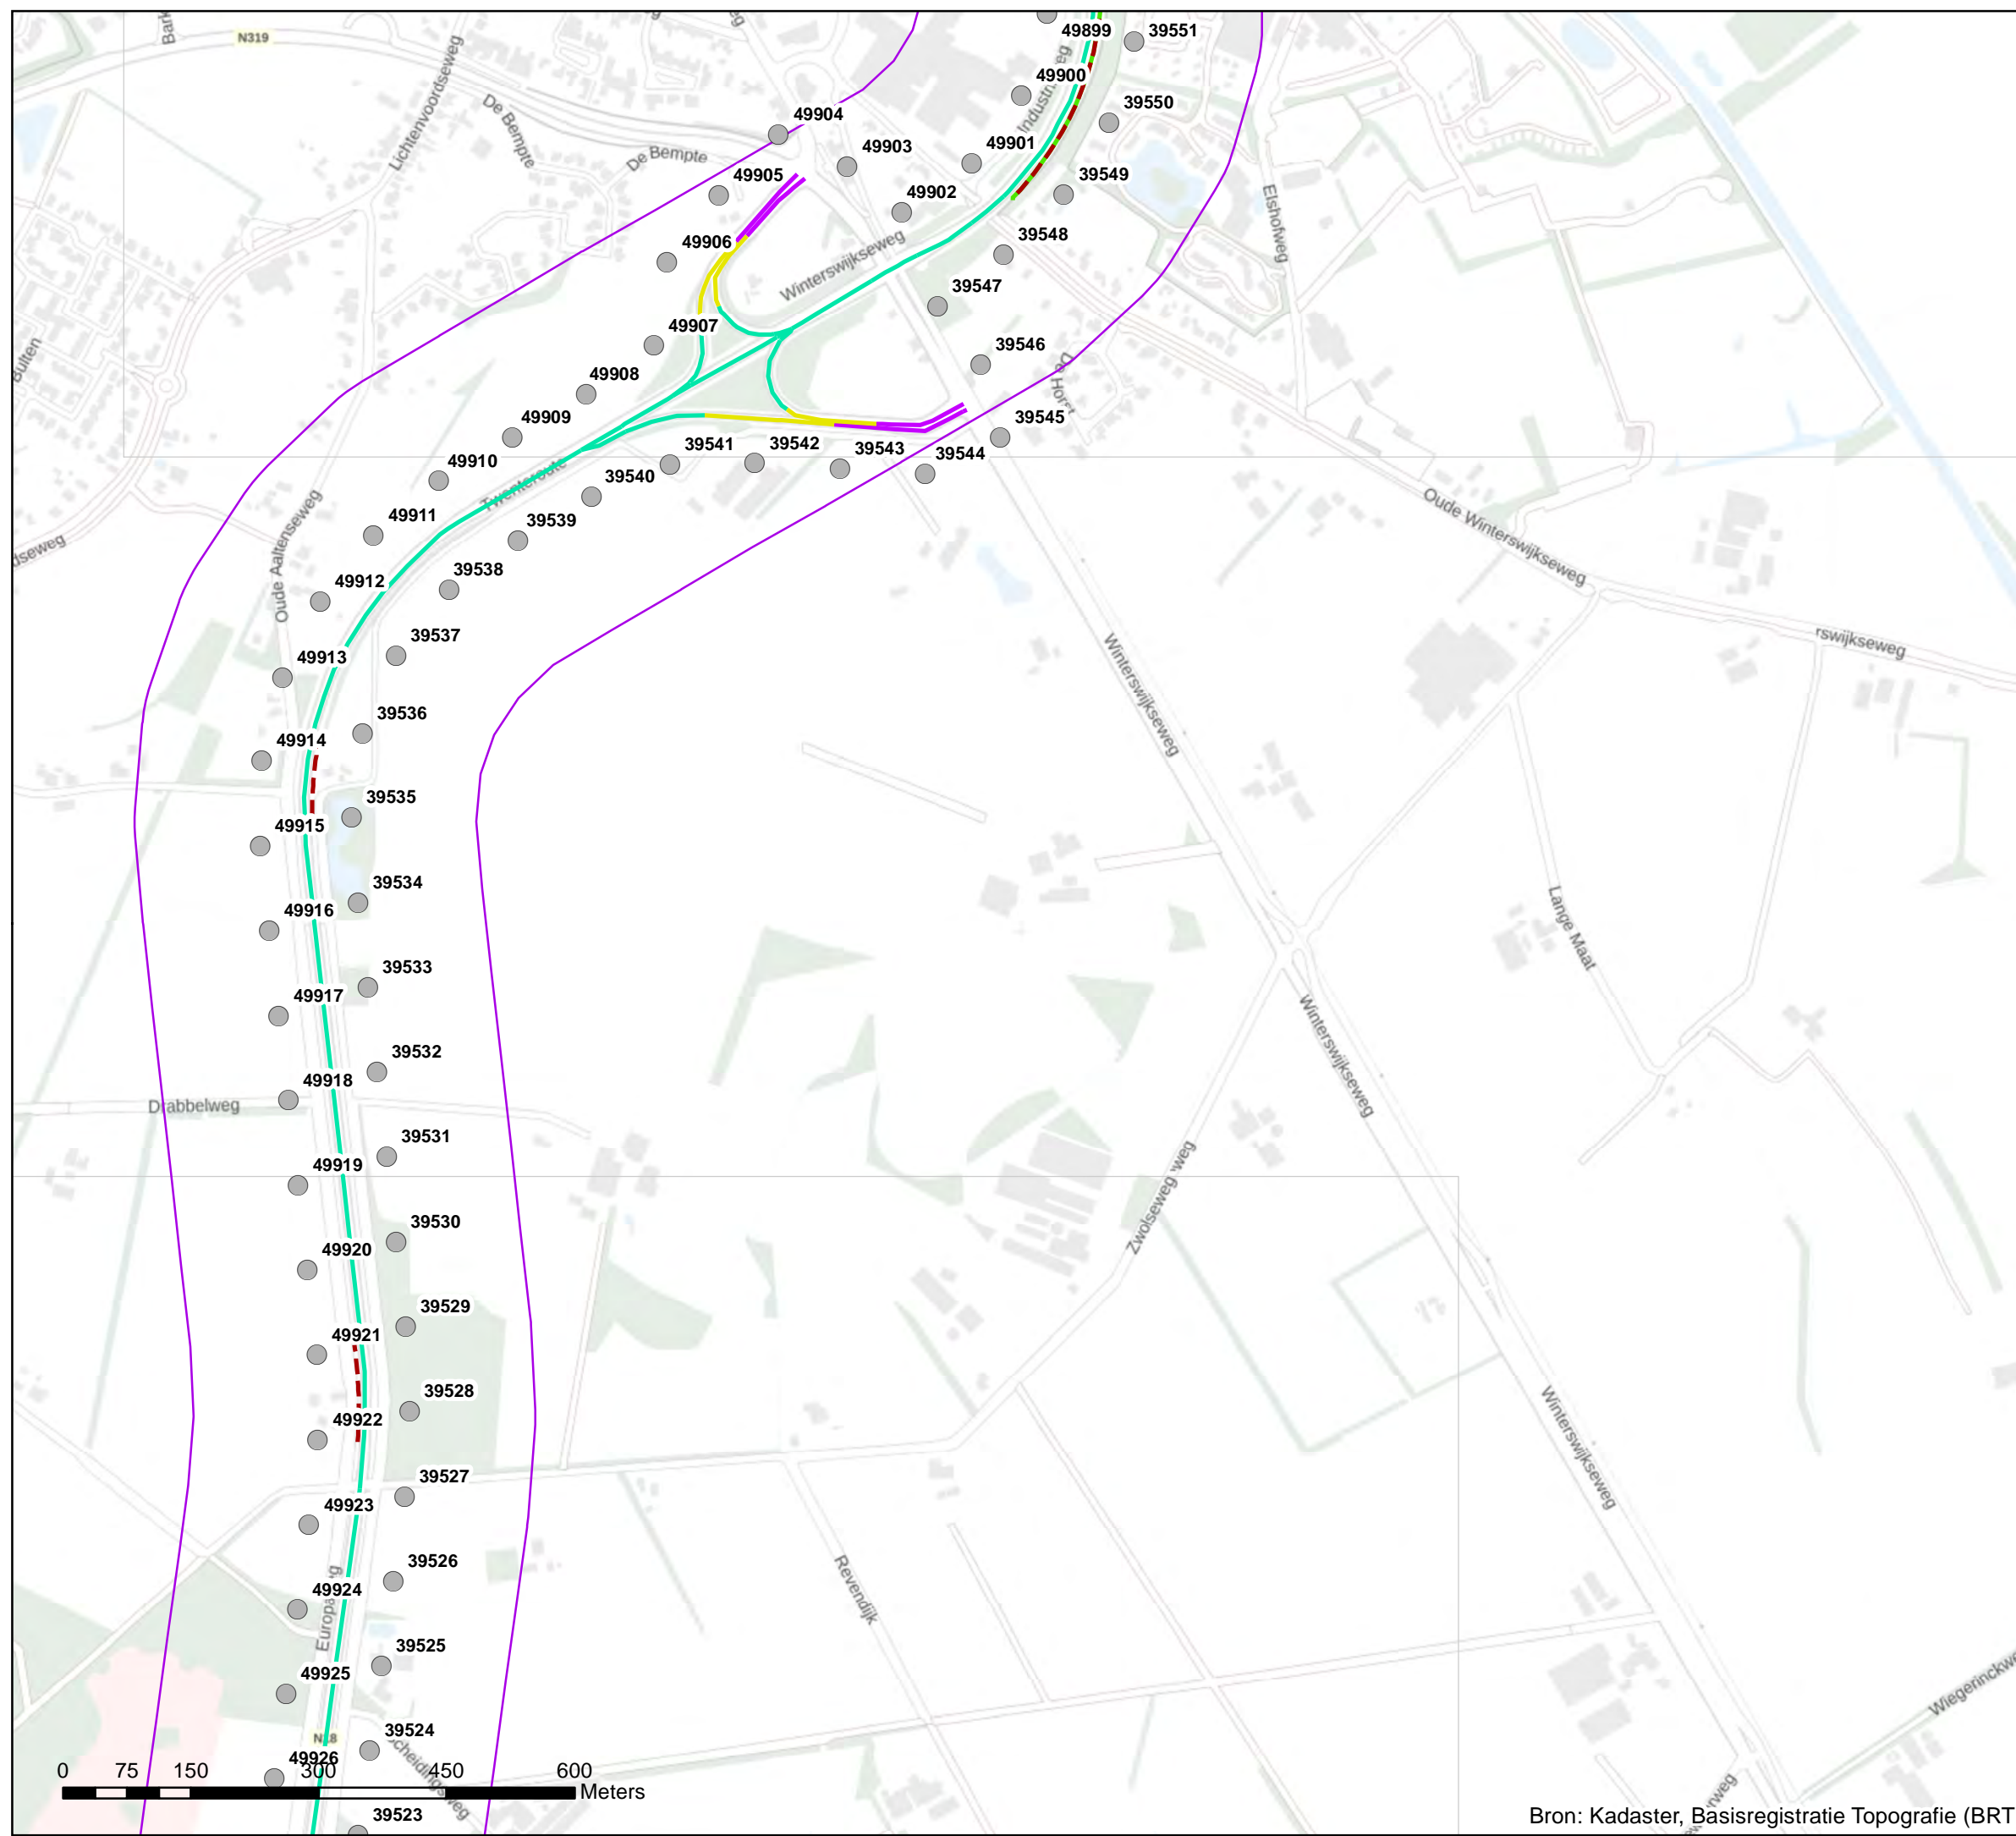 N319
Lichtenvoordseweg
De Bempte
De Bempte
Industrieweg
Elshofweg
Winterswijkseweg
De Horst
Bulten
Twenteroute
Oude Aaltenseweg
dseweg
Oude Winterswijkseweg
rswijkseweg
Winterswijkseweg
Lange Maat
Winterswijkseweg
Drabbelweg
Zwolseweg
weg
Winterswijkseweg
Revendijk
N18
49899
39551
49900
39550
49904
49903
49901
49905
39549
49902
49906
39548
39547
49907
39546
49908
49909
39545
39541
39542
39543
39544
49910
39540
49911
39539
49912
39538
39537
49913
39536
49914
39535
49915
39534
49916
39533
49917
39532
49918
39531
49919
39530
49920
39529
49921
39528
49922
39527
49923
39526
49924
39525
49925
39524
49926
39523
0 75 150 300 450 600
Meters
Bron: Kadaster, Basisregistratie Topografie (BRT